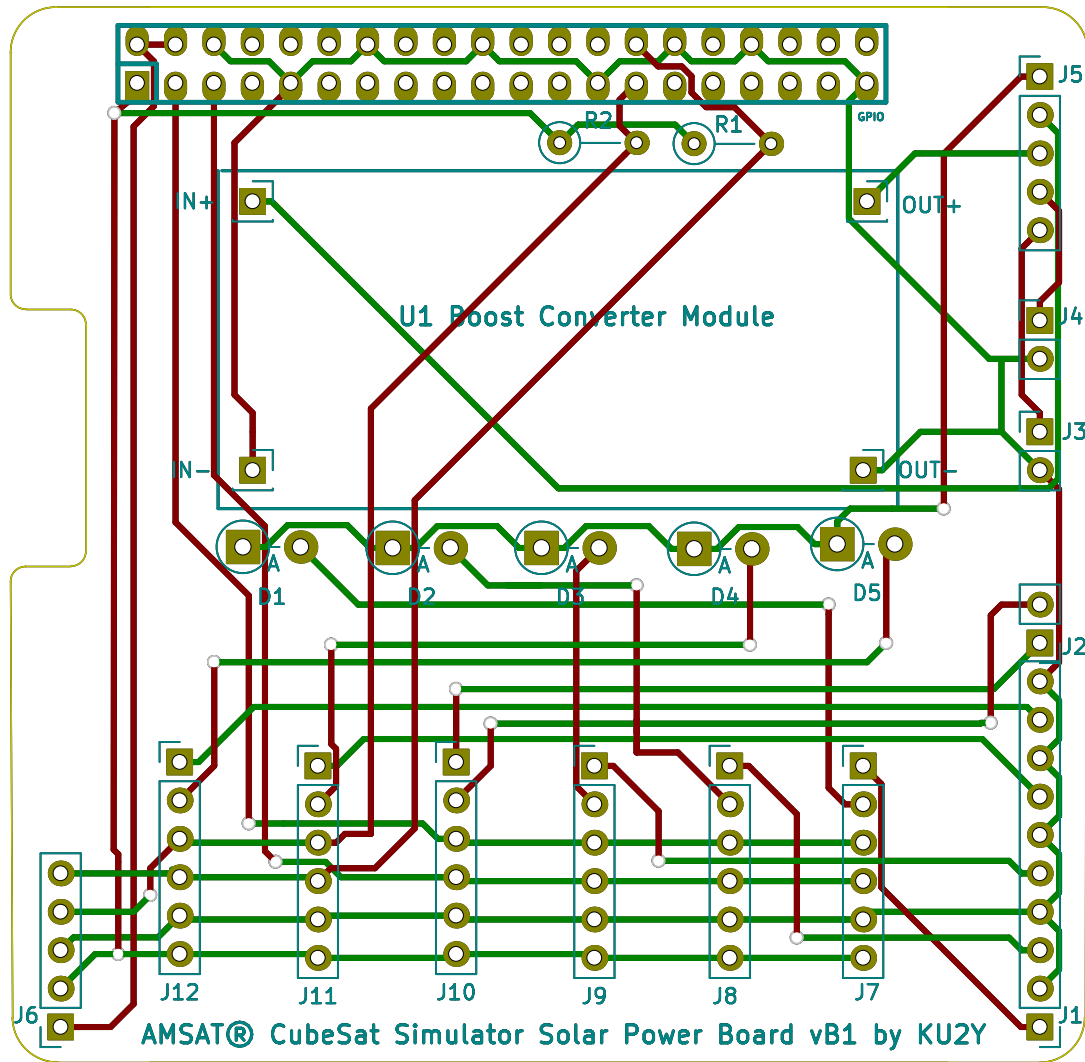 J5
GPIO
R2
R1
IN+
OUT+
U1 Boost Converter Module
J4
J3
IN-
OUT-
A
A
A
A
A
D1
D2
D3
D4
D5
J2
J12
J11
J10
J9
J8
J7
J6
J1
AMSAT® CubeSat Simulator Solar Power Board vB1 by KU2Y